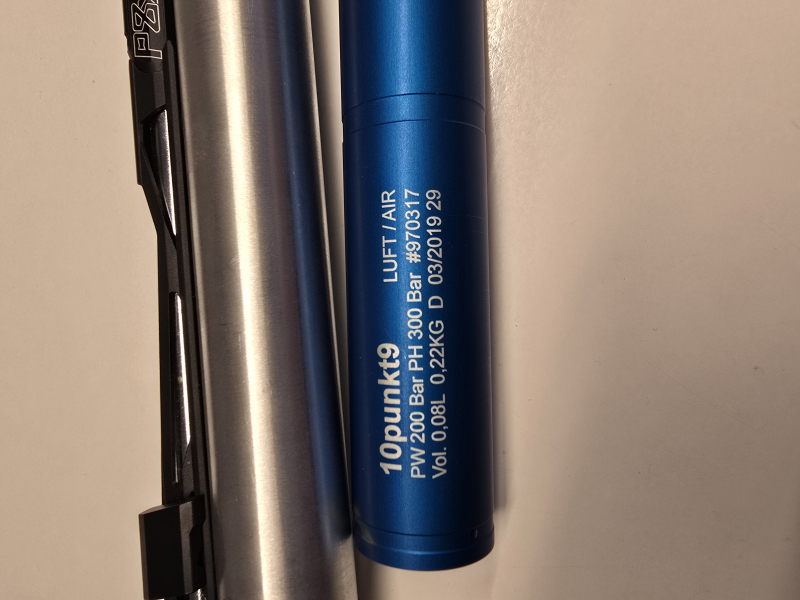 LUFT / AIR
10punkt9
PW 200 Bar PH 300 Bar #970317
Vol. 0,08L 0,22KG D 03/2019 29